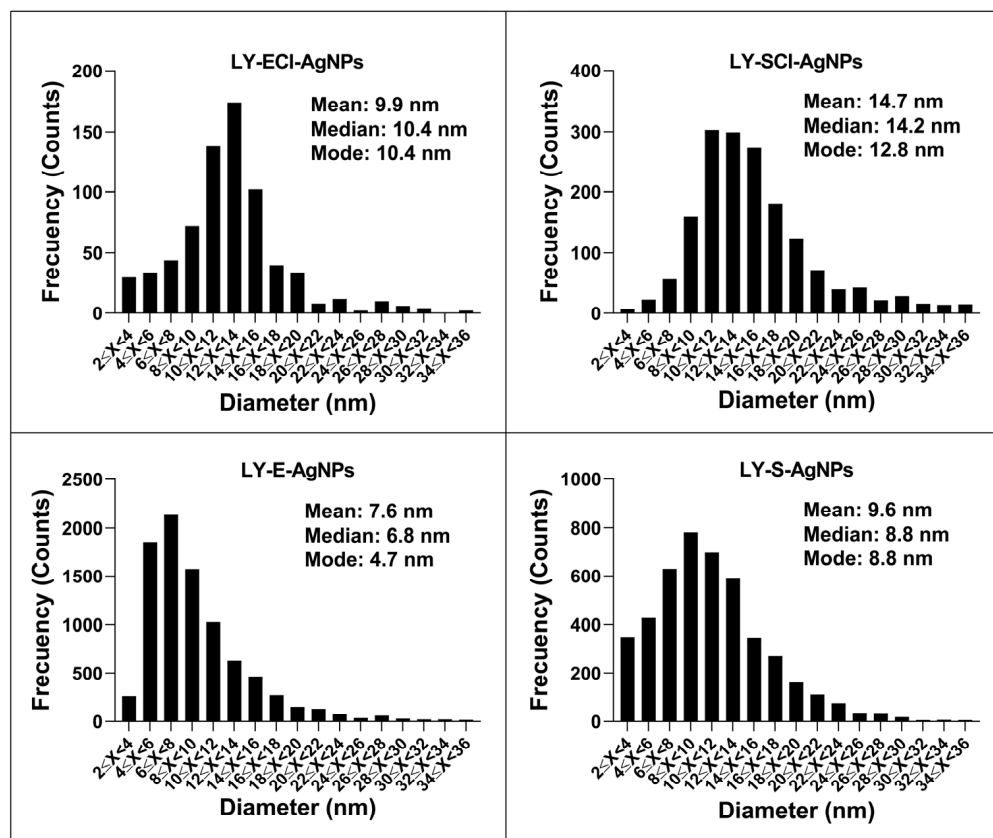 LY-ECI-AgNPs
Frecuency (Counts)
200
150
100
50
0
Mean: 9.9 nm
Median: 10.4 nm
Mode: 10.4 nm
2≤X<4
4≤X<6
6≤X<8
8≤X<10
10≤X<12
12≤X<14
14≤X<16
16≤X<18
18≤X<20
20≤X<22
22≤X<24
24≤X<26
26≤X<28
28≤X<30
30≤X<32
32≤X<34
34≤X<36
Diameter (nm)
LY-SCI-AgNPs
Frecuency (Counts)
400
300
200
100
0
Mean: 14.7 nm
Median: 14.2 nm
Mode: 12.8 nm
2≤X<4
4≤X<6
6≤X<8
8≤X<10
10≤X<12
12≤X<14
14≤X<16
16≤X<18
18≤X<20
20≤X<22
22≤X<24
24≤X<26
26≤X<28
28≤X<30
30≤X<32
32≤X<34
34≤X<36
Diameter (nm)
LY-E-AgNPs
Frecuency (Counts)
2500
2000
1500
1000
500
0
Mean: 7.6 nm
Median: 6.8 nm
Mode: 4.7 nm
2≤X<4
4≤X<6
6≤X<8
8≤X<10
10≤X<12
12≤X<14
14≤X<16
16≤X<18
18≤X<20
20≤X<22
22≤X<24
24≤X<26
26≤X<28
28≤X<30
30≤X<32
32≤X<34
34≤X<36
Diameter (nm)
LY-S-AgNPs
Frecuency (Counts)
1000
800
600
400
200
0
Mean: 9.6 nm
Median: 8.8 nm
Mode: 8.8 nm
2≤X<4
4≤X<6
6≤X<8
8≤X<10
10≤X<12
12≤X<14
14≤X<16
16≤X<18
18≤X<20
20≤X<22
22≤X<24
24≤X<26
26≤X<28
28≤X<30
30≤X<32
32≤X<34
34≤X<36
Diameter (nm)